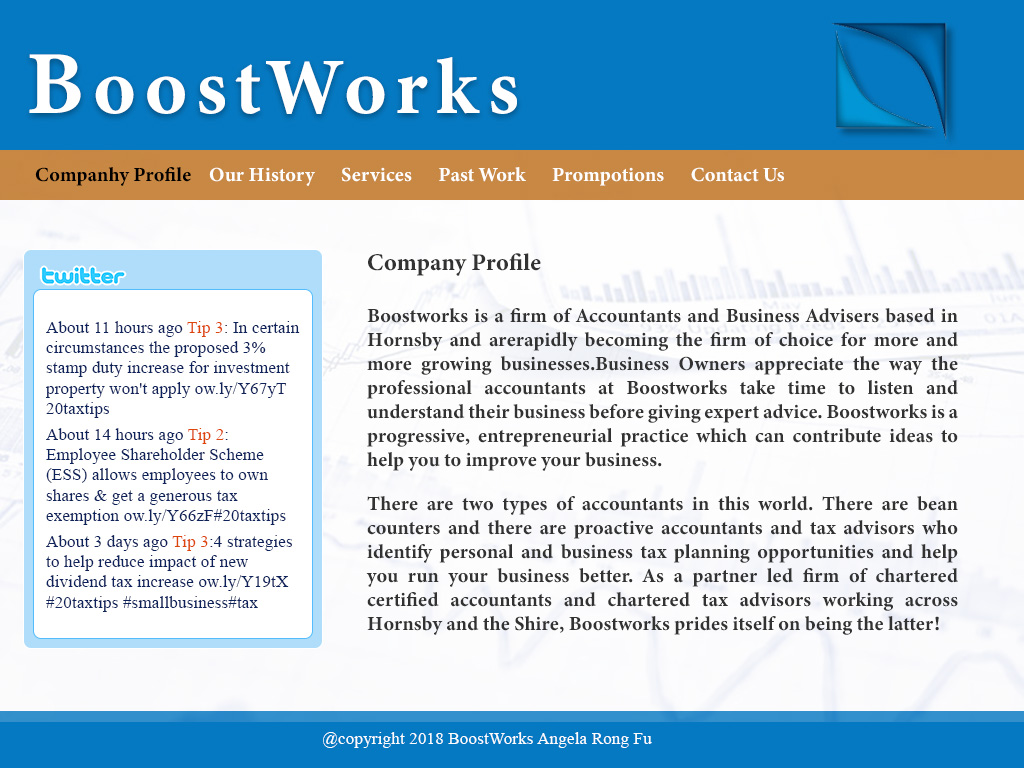 BoostWorks
Companhy Profile Our History Services Past Work Prompotions Contact Us
twitter
About 11 hours ago Tip 3: In certain
circumstances the proposed 3%
stamp duty increase for investment
property won't apply ow.ly/Y67yT
20taxtips
About 14 hours ago Tip 2:
Employee Shareholder Scheme
(ESS) allows employees to own
shares & get a generous tax
exemption ow.ly/Y66zF#20taxtips
About 3 days ago Tip 3:4 strategies
to help reduce impact of new
dividend tax increase ow.ly/Y19tX
#20taxtips #smallbusiness#tax
Company Profile
Boostworks is a firm of Accountants and Business Advisers based in
Hornsby and arerapidly becoming the firm of choice for more and
more growing businesses.Business Owners appreciate the way the
professional accountants at Boostworks take time to listen and
understand their business before giving expert advice. Boostworks is a
progressive, entrepreneurial practice which can contribute ideas to
help you to improve your business.
There are two types of accountants in this world. There are bean
counters and there are proactive accountants and tax advisors who
identify personal and business tax planning opportunities and help
you run your business better. As a partner led firm of chartered
certified accountants and chartered tax advisors working across
Hornsby and the Shire, Boostworks prides itself on being the latter!
@copyright 2018 BoostWorks Angela Rong Fu